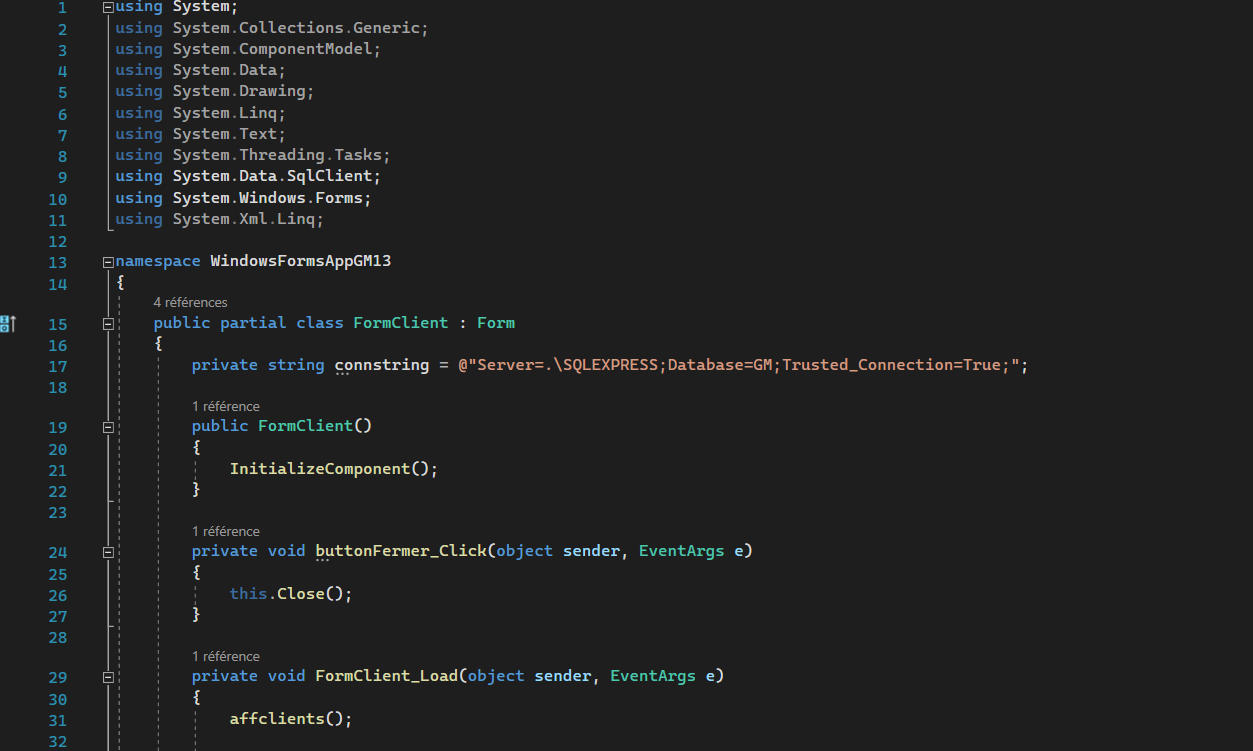 1 using System;
2 using System.Collections.Generic;
3 using System.ComponentModel;
4 using System.Data;
5 using System.Drawing;
6 using System.Linq;
7 using System.Text;
8 using System.Threading.Tasks;
9 using System.Data.SqlClient;
10 using System.Windows.Forms;
11 using System.Xml.Linq;
12
13 namespace WindowsFormsAppGM13
14 {
4 références
15 public partial class FormClient : Form
16 {
17 private string connstring = @"Server=.\SQLEXPRESS;Database=GM;Trusted_Connection=True;";
18
1 référence
19 public FormClient()
20 {
21 InitializeComponent();
22 }
23
1 référence
24 private void buttonFermer_Click(object sender, EventArgs e)
25 {
26 this.Close();
27 }
28
1 référence
29 private void FormClient_Load(object sender, EventArgs e)
30 {
31 affclients();
32